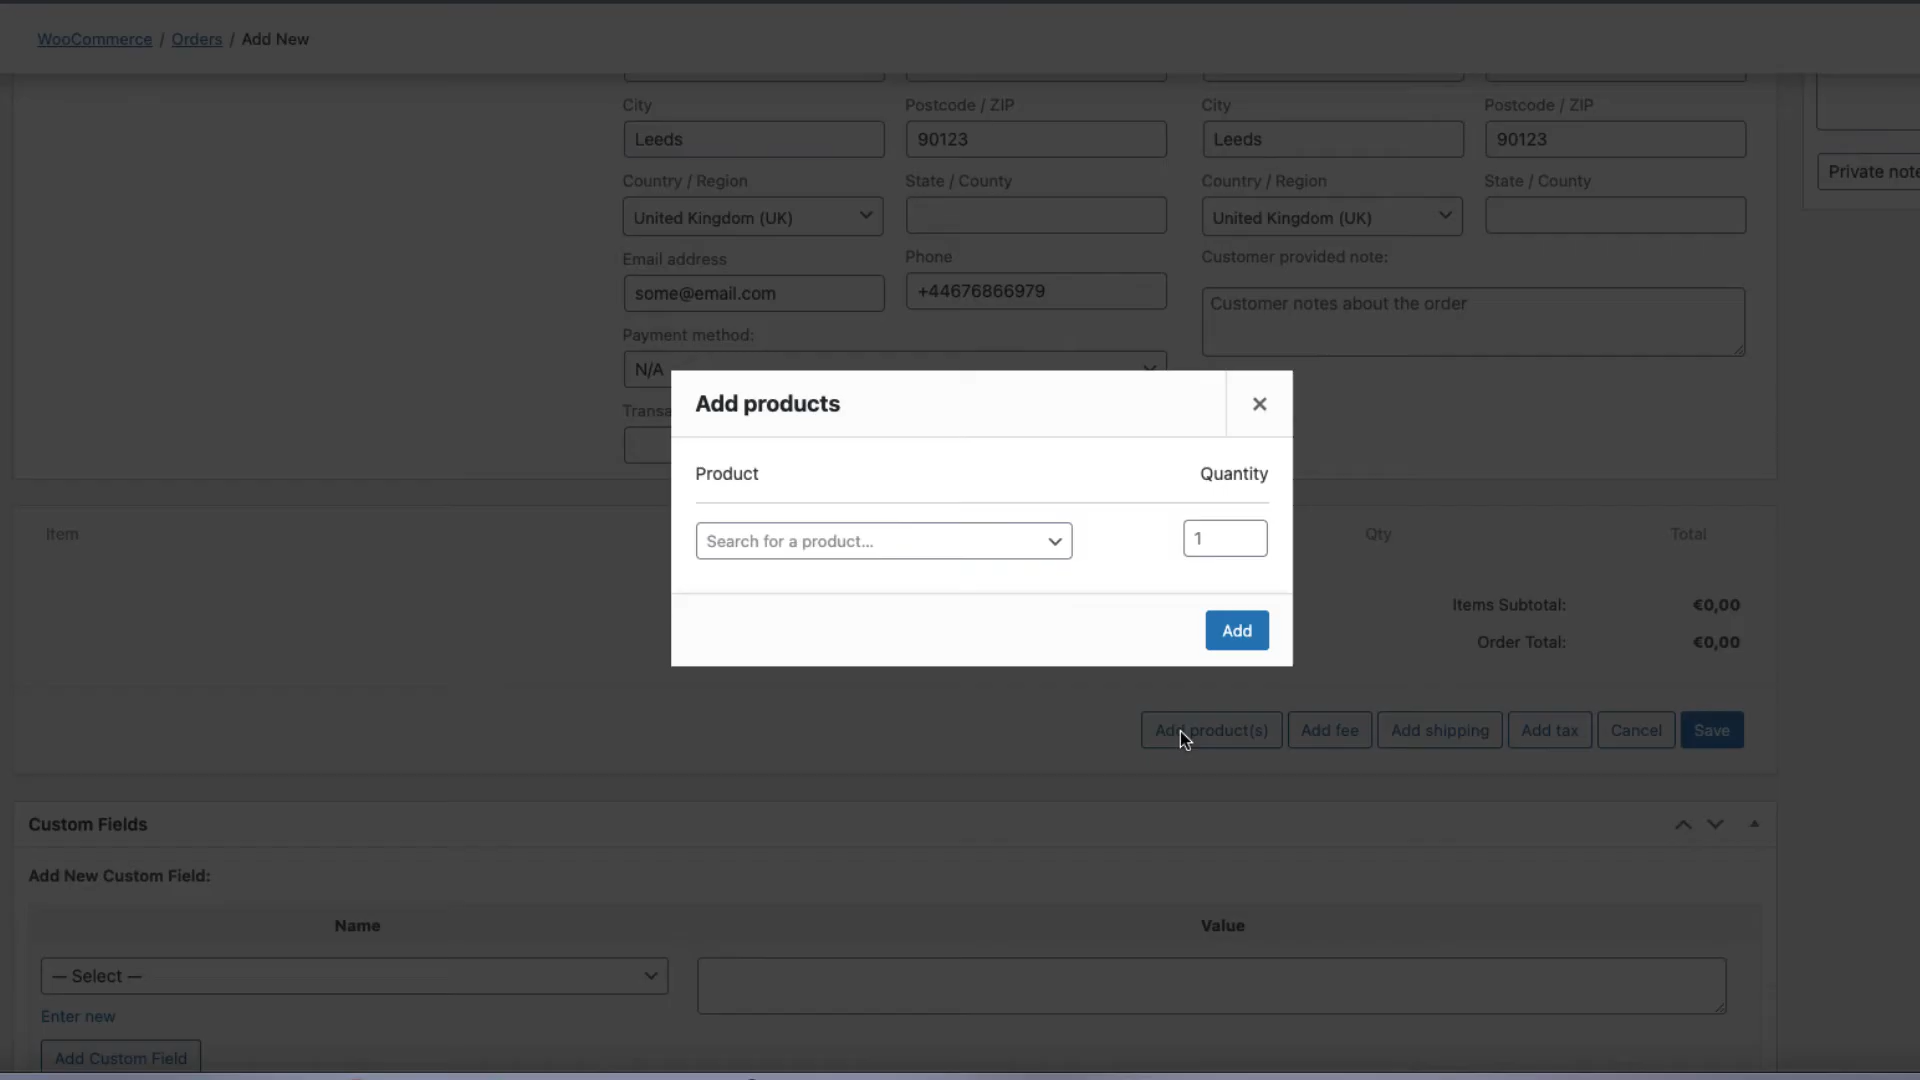 WooCommerce / Orders / Add New
City
Postcode / ZIP
City
Postcode / ZIP
Leeds
90123
Leeds
90123
Private note
Country / Region
State / County
Country / Region
State / County
United Kingdom (UK)
United Kingdom (UK)
Email address
Phone
Customer provided note:
some@email.com
+44676866979
Customer notes about the order
Payment method:
N/A
Transa
Add products
×
Product
Quantity
Search for a product…
1
Add
Item
Qty
Total
Items Subtotal:
€0,00
Order Total:
€0,00
Add product(s)
Add fee
Add shipping
Add tax
Cancel
Save
Custom Fields
Add New Custom Field:
Name
Value
— Select —
Enter new
Add Custom Field